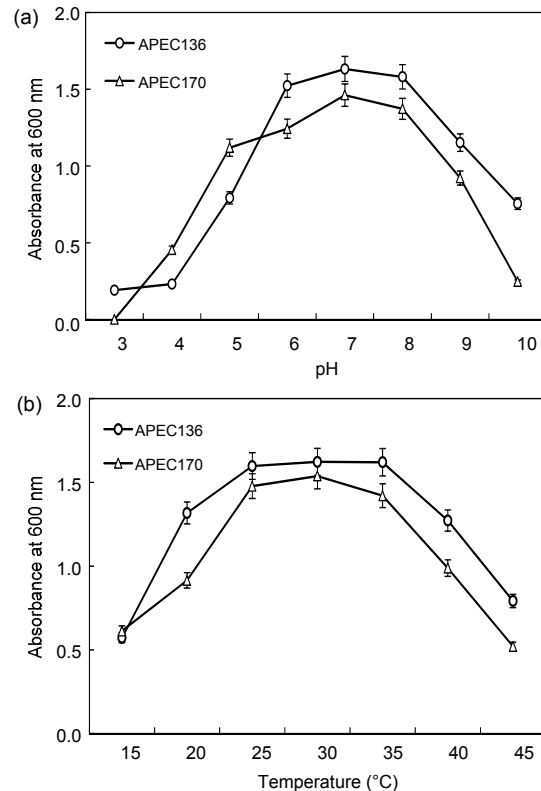 (a)
2.0
1.5
1.0
0.5
0.0
Absorbance at 600 nm
APEC136
APEC170
3 4 5 6 7 8 9 10
pH
(b)
2.0
1.5
1.0
0.5
0.0
Absorbance at 600 nm
APEC136
APEC170
15 20 25 30 35 40 45
Temperature (°C)